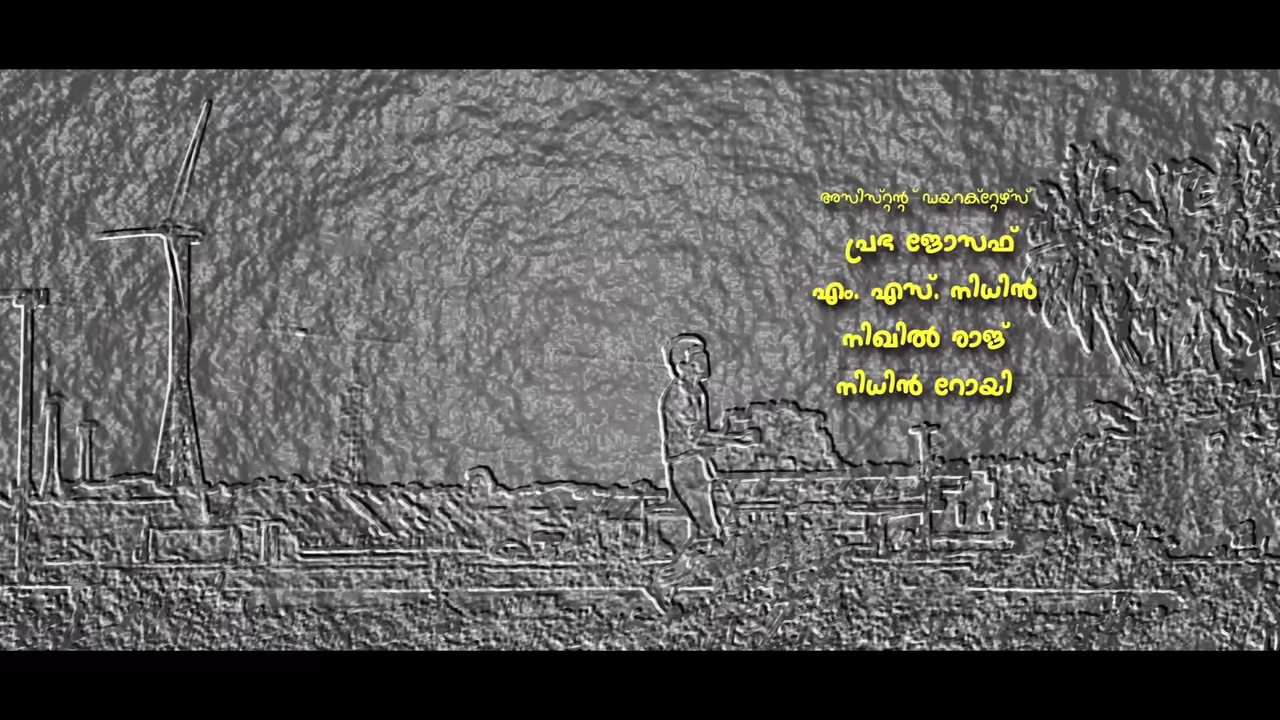 അസിസ്റ്റന്റ് ഡയറക്റ്റേഴ്സ്
പ്രഭ ജോസഫ്
എം. എസ്. നിധിൻ
നിഖിൽ രാജ്
നിധിൻ റോയി